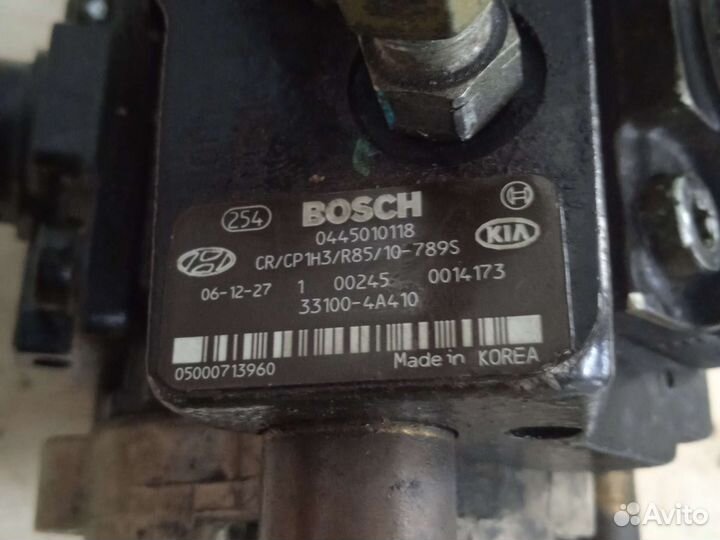 254 BOSCH
0445010118
CR/CP1H3/R85/10-789S KIA
06-12-27 1 00245 0014173
33100-4A410
05000713960 Made in KOREA
Avito